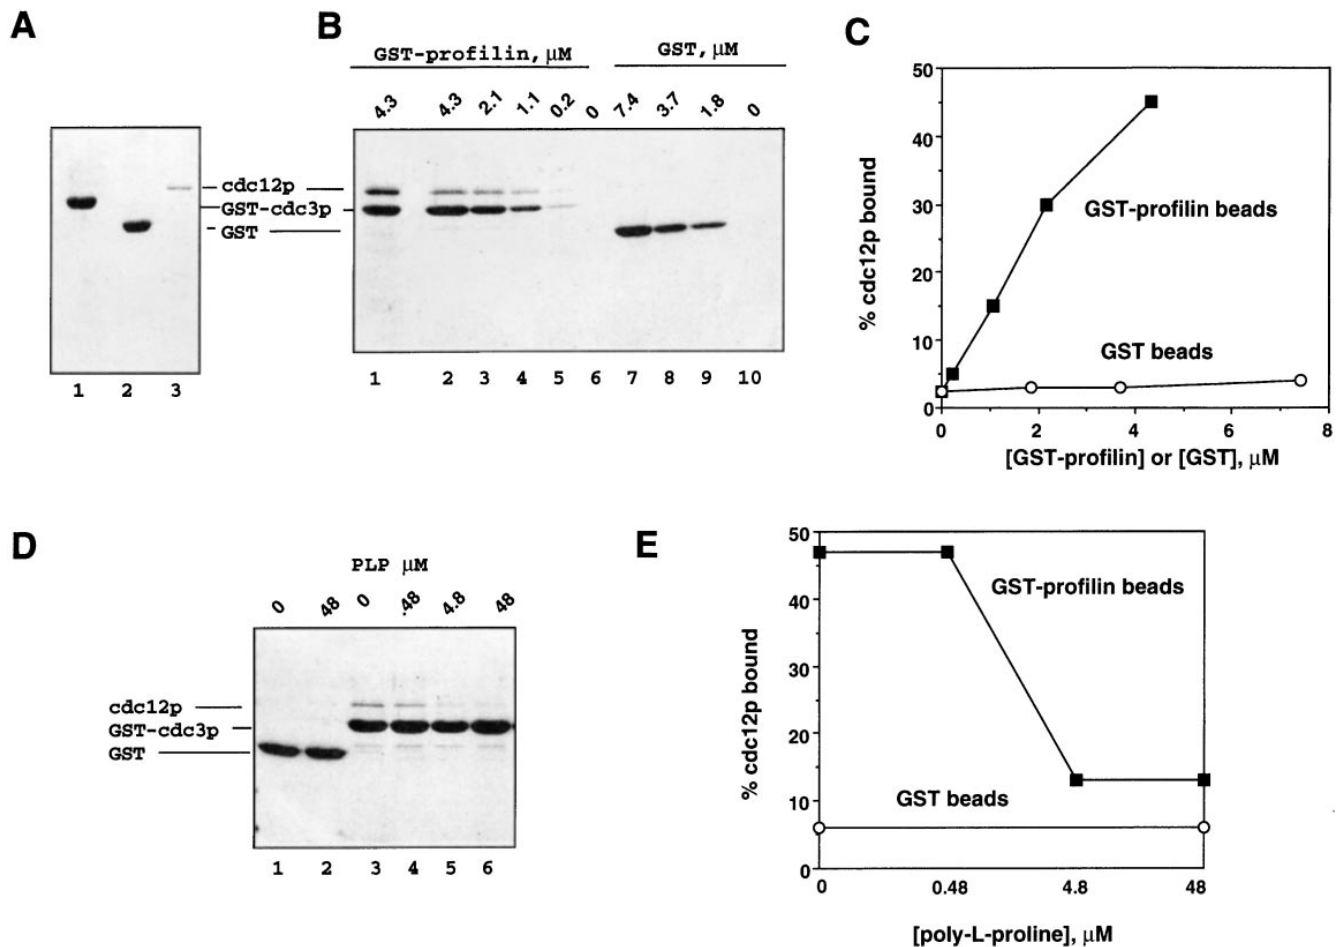 A
B
C
GST-profilin, μM
GST, μM
4.3 4.3 2.1 1.1 0.2 0 7.4 3.7 1.8 0
cdc12p
GST-cdc3p
GST
1 2 3
1 2 3 4 5 6 7 8 9 10
50
40
30
20
10
0
% cdc12p bound
GST-profilin beads
GST beads
0 2 4 6 8
[GST-profilin] or [GST], μM
D
E
PLP μM
0 48 0 .48 4.8 48
cdc12p
GST-cdc3p
GST
1 2 3 4 5 6
50
40
30
20
10
0
% cdc12p bound
GST-profilin beads
GST beads
0 0.48 4.8 48
[poly-L-proline], μM